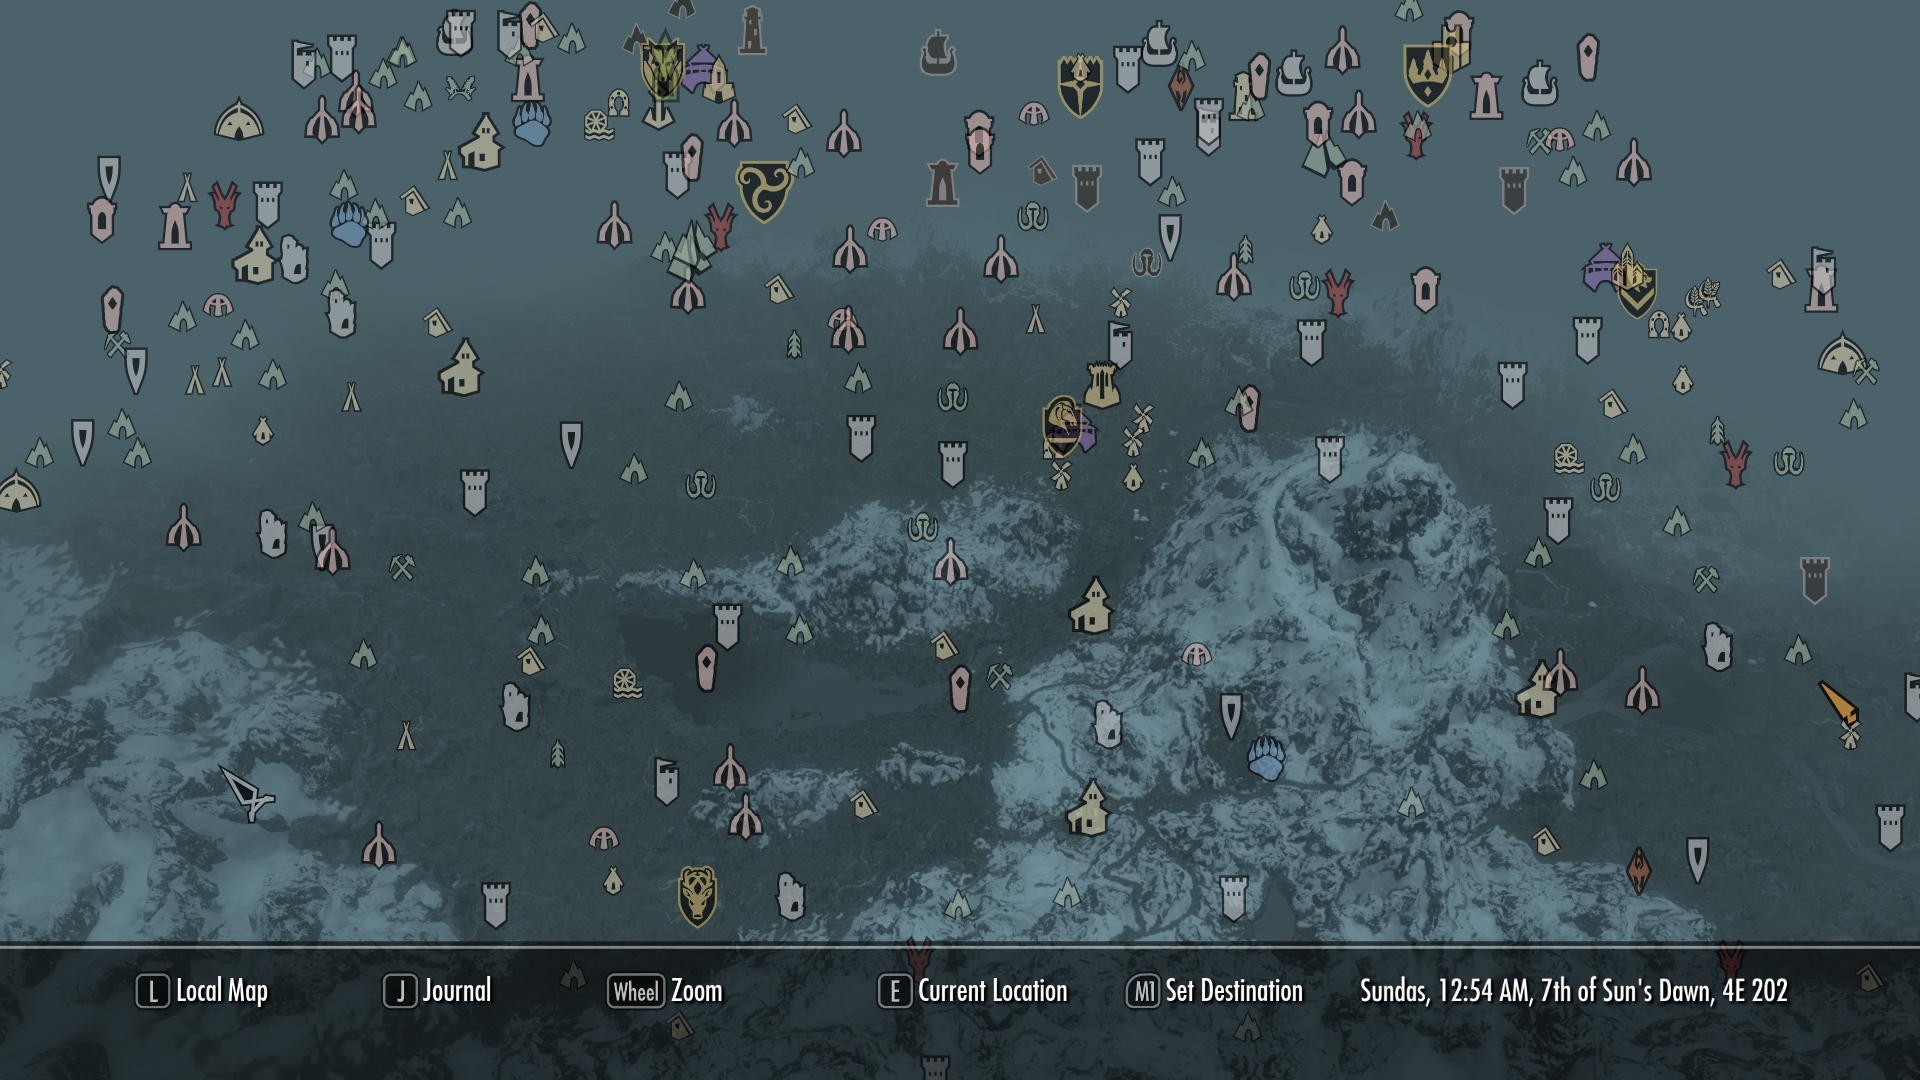 L Local Map
J Journal
Wheel Zoom
E Current Location
M1 Set Destination
Sundas, 12:54 AM, 7th of Sun's Dawn, 4E 202